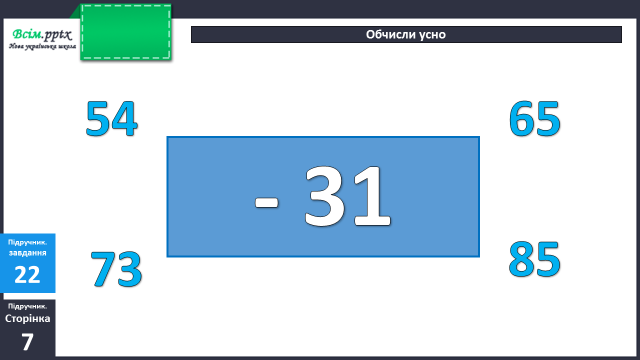 Всім.pptx
Нова українська школа
Обчисли усно
54
65
- 31
73
85
Підручник.
завдання
22
Підручник.
Сторінка
7